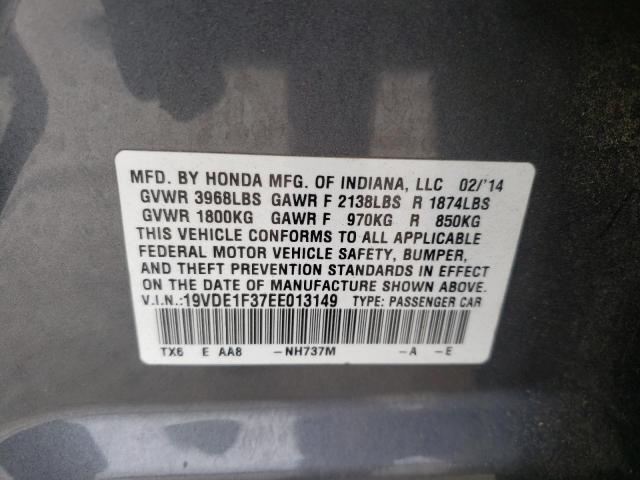 MFD. BY HONDA MFG. OF INDIANA, LLC 02/'14
GVWR 3968LBS GAWR F 2138LBS R 1874LBS
GVWR 1800KG GAWR F 970KG R 850KG
THIS VEHICLE CONFORMS TO ALL APPLICABLE
FEDERAL MOTOR VEHICLE SAFETY, BUMPER,
AND THEFT PREVENTION STANDARDS IN EFFECT
ON THE DATE OF MANUFACTURE SHOWN ABOVE.
V.I.N.:19VDE1F37EE013149 TYPE: PASSENGER CAR
TX6 E AA8 -NH737M -A -E